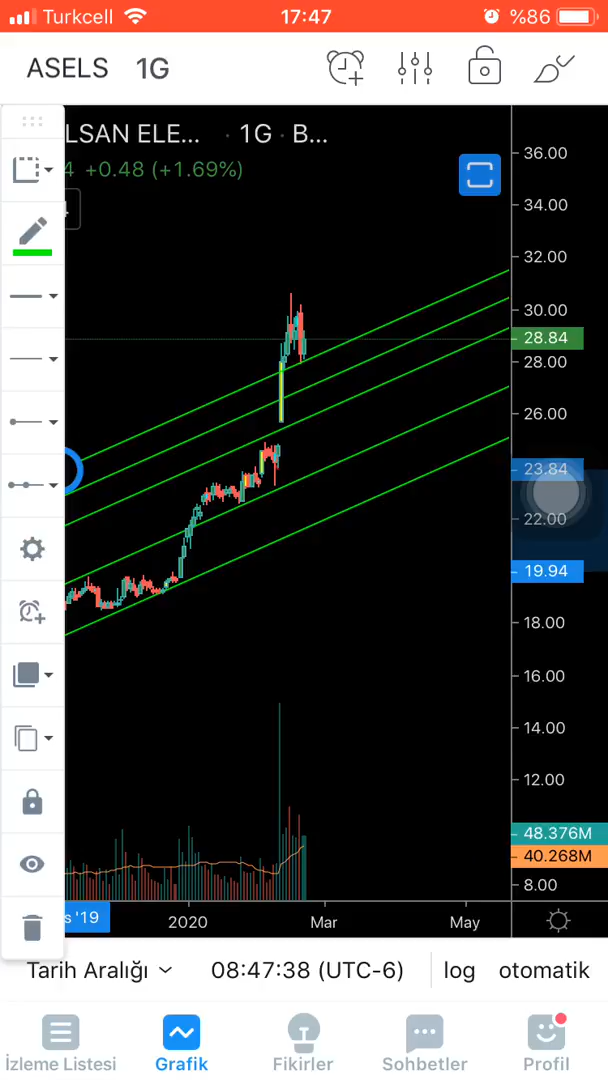 Turkcell 17:47 %86
ASELS 1G
LSAN ELE... · 1G · B...
4 +0.48 (+1.69%)
36.00
34.00
32.00
30.00
28.84
28.00
26.00
23.84
22.00
19.94
18.00
16.00
14.00
12.00
48.376M
40.268M
8.00
s '19 2020 Mar May
Tarih Aralığı 08:47:38 (UTC-6) log otomatik
İzleme Listesi Grafik Fikirler Sohbetler Profil